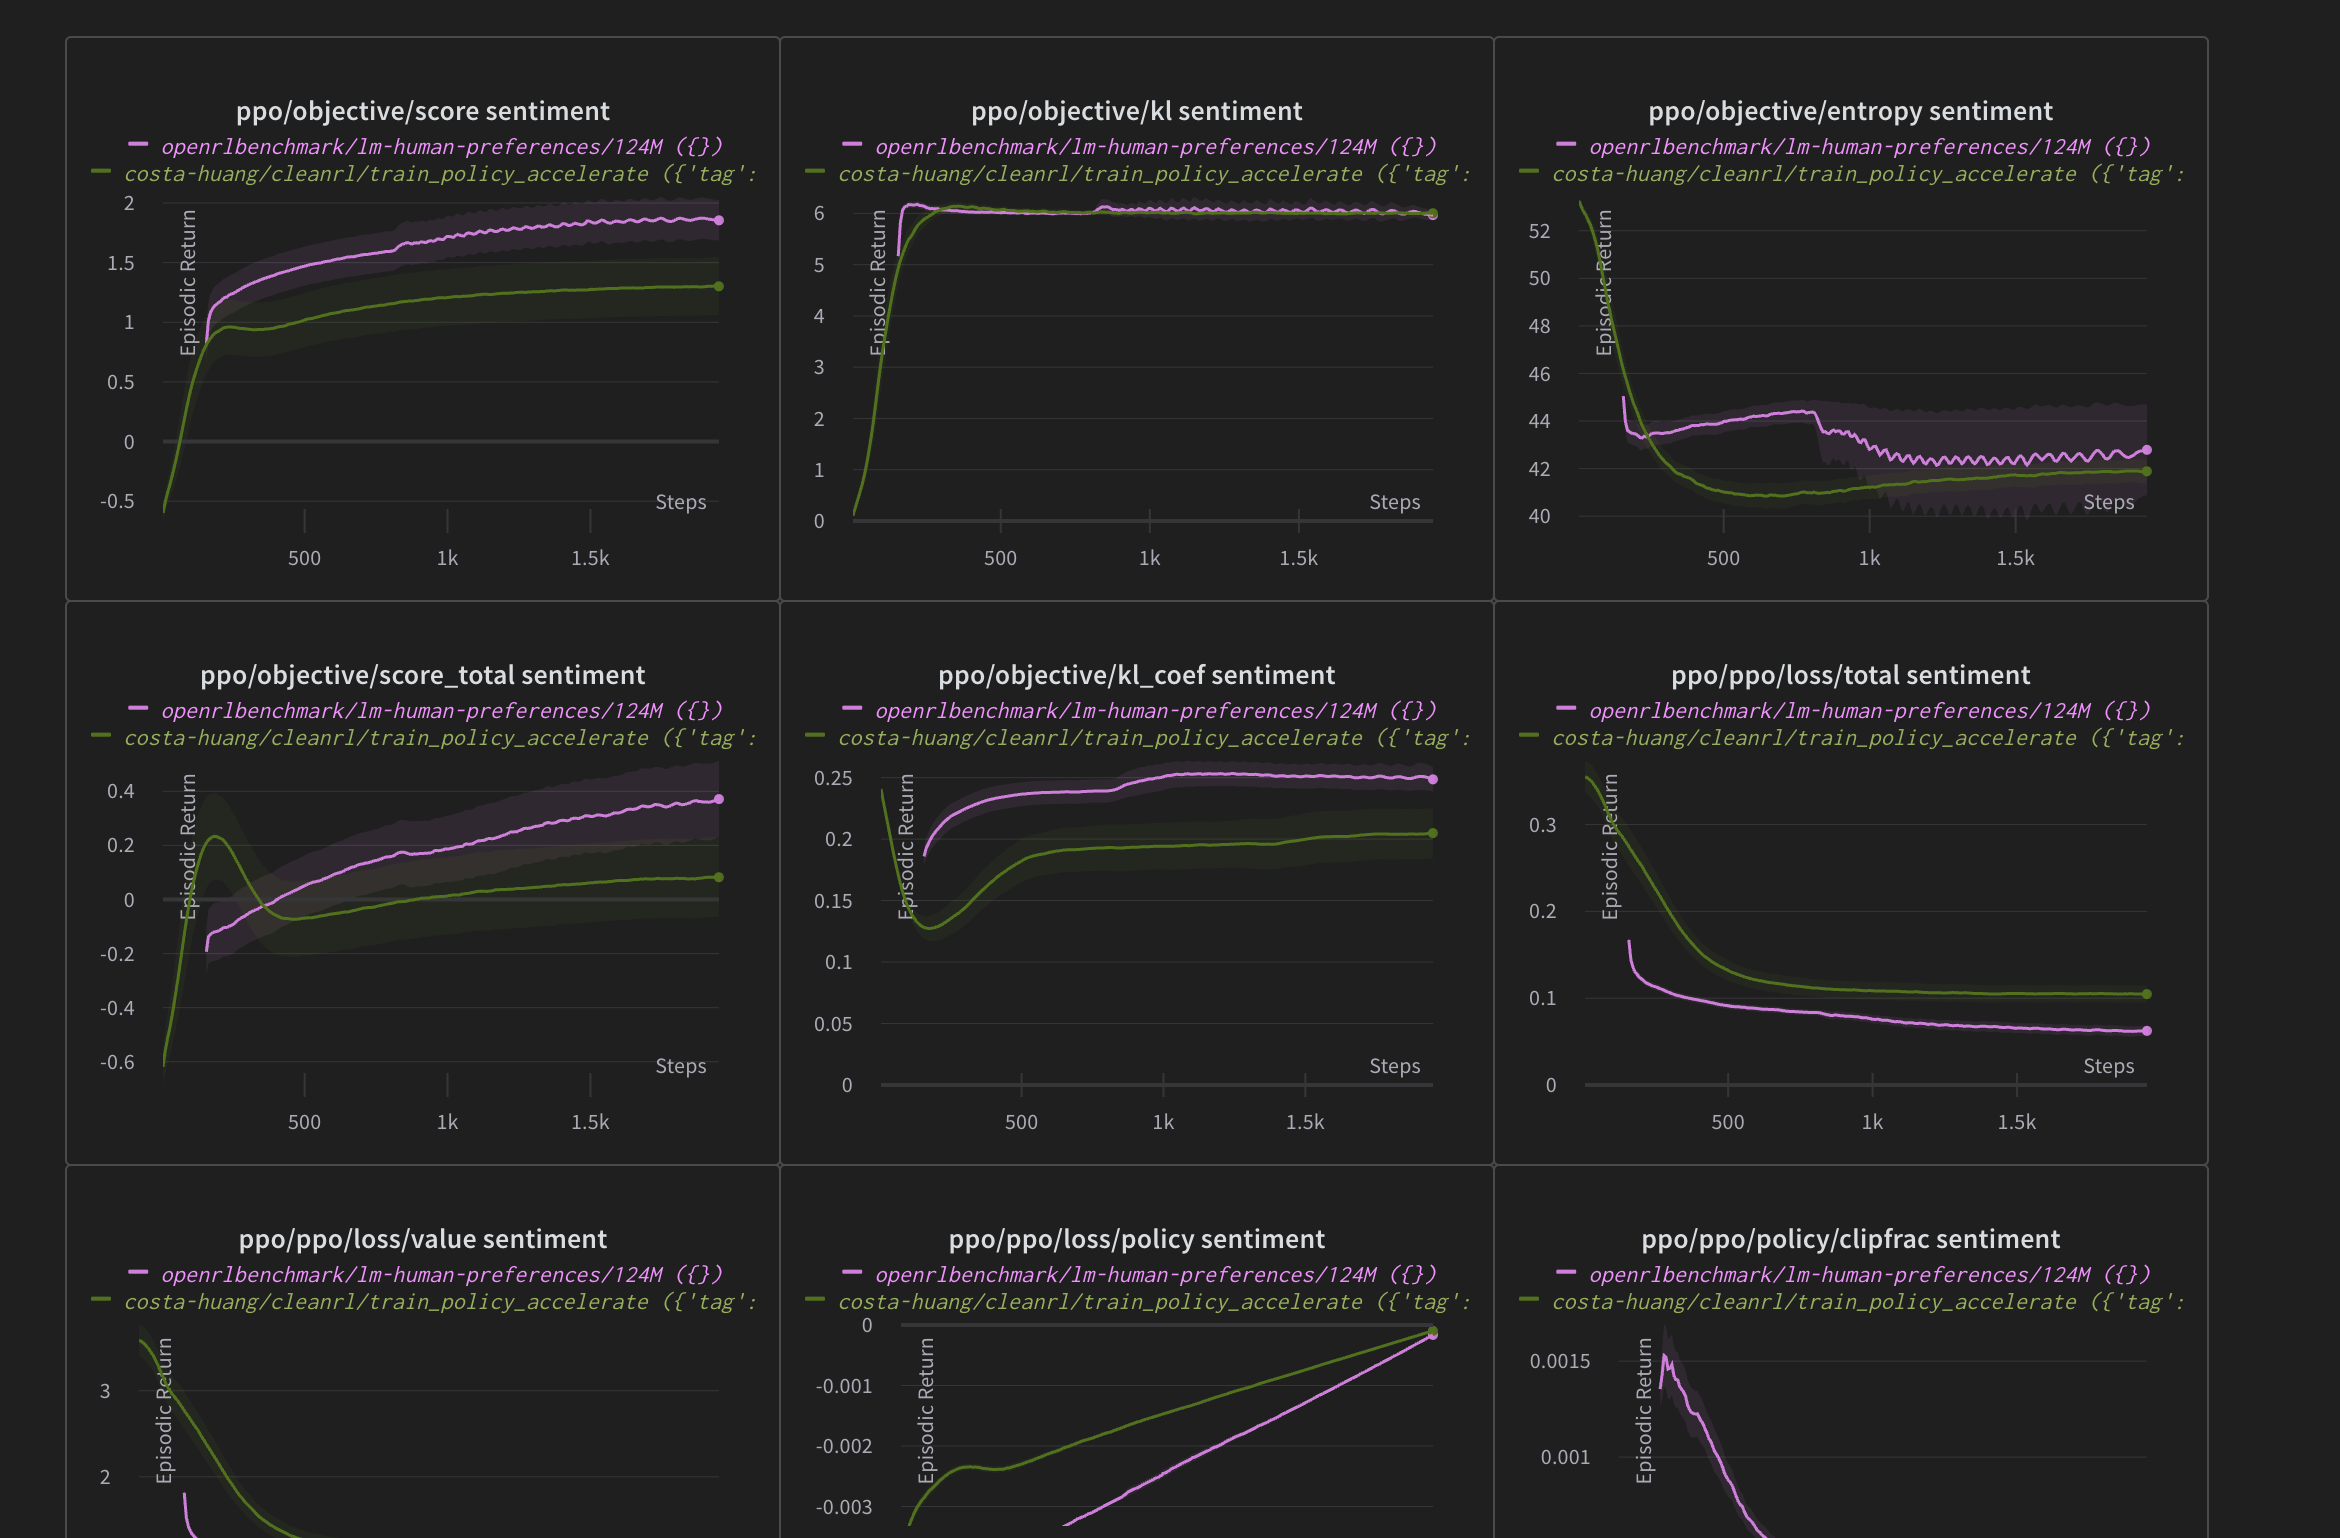 ppo/objective/score sentiment
openrlbenchmark/lm-human-preferences/124M ({})
costa-huang/cleanrl/train_policy_accelerate ({'tag':
2
1.5
1
0.5
0
-0.5
Episodic Return
Steps
500 1k 1.5k
ppo/objective/kl sentiment
openrlbenchmark/lm-human-preferences/124M ({})
costa-huang/cleanrl/train_policy_accelerate ({'tag':
6
5
4
3
2
1
0
Episodic Return
Steps
500 1k 1.5k
ppo/objective/entropy sentiment
openrlbenchmark/lm-human-preferences/124M ({})
costa-huang/cleanrl/train_policy_accelerate ({'tag':
52
50
48
46
44
42
40
Episodic Return
Steps
500 1k 1.5k
ppo/objective/score_total sentiment
openrlbenchmark/lm-human-preferences/124M ({})
costa-huang/cleanrl/train_policy_accelerate ({'tag':
0.4
0.2
0
-0.2
-0.4
-0.6
Episodic Return
Steps
500 1k 1.5k
ppo/objective/kl_coef sentiment
openrlbenchmark/lm-human-preferences/124M ({})
costa-huang/cleanrl/train_policy_accelerate ({'tag':
0.25
0.2
0.15
0.1
0.05
0
Episodic Return
Steps
500 1k 1.5k
ppo/ppo/loss/total sentiment
openrlbenchmark/lm-human-preferences/124M ({})
costa-huang/cleanrl/train_policy_accelerate ({'tag':
0.3
0.2
0.1
0
Episodic Return
Steps
500 1k 1.5k
ppo/ppo/loss/value sentiment
openrlbenchmark/lm-human-preferences/124M ({})
costa-huang/cleanrl/train_policy_accelerate ({'tag':
3
2
Episodic Return
ppo/ppo/loss/policy sentiment
openrlbenchmark/lm-human-preferences/124M ({})
costa-huang/cleanrl/train_policy_accelerate ({'tag':
0
-0.001
-0.002
-0.003
Episodic Return
ppo/ppo/policy/clipfrac sentiment
openrlbenchmark/lm-human-preferences/124M ({})
costa-huang/cleanrl/train_policy_accelerate ({'tag':
0.0015
0.001
Episodic Return